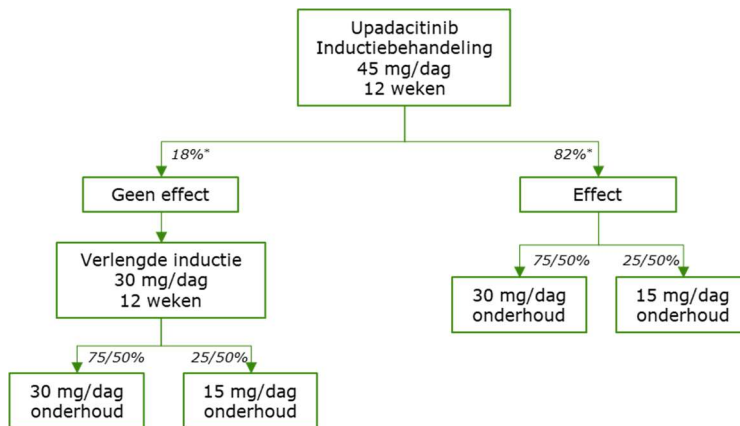 Upadacitinib
Inductiebehandeling
45 mg/dag
12 weken
18%*
82%*
Geen effect
Effect
Verlengde inductie
30 mg/dag
12 weken
75/50%
25/50%
30 mg/dag
onderhoud
15 mg/dag
onderhoud
75/50%
25/50%
30 mg/dag
onderhoud
15 mg/dag
onderhoud